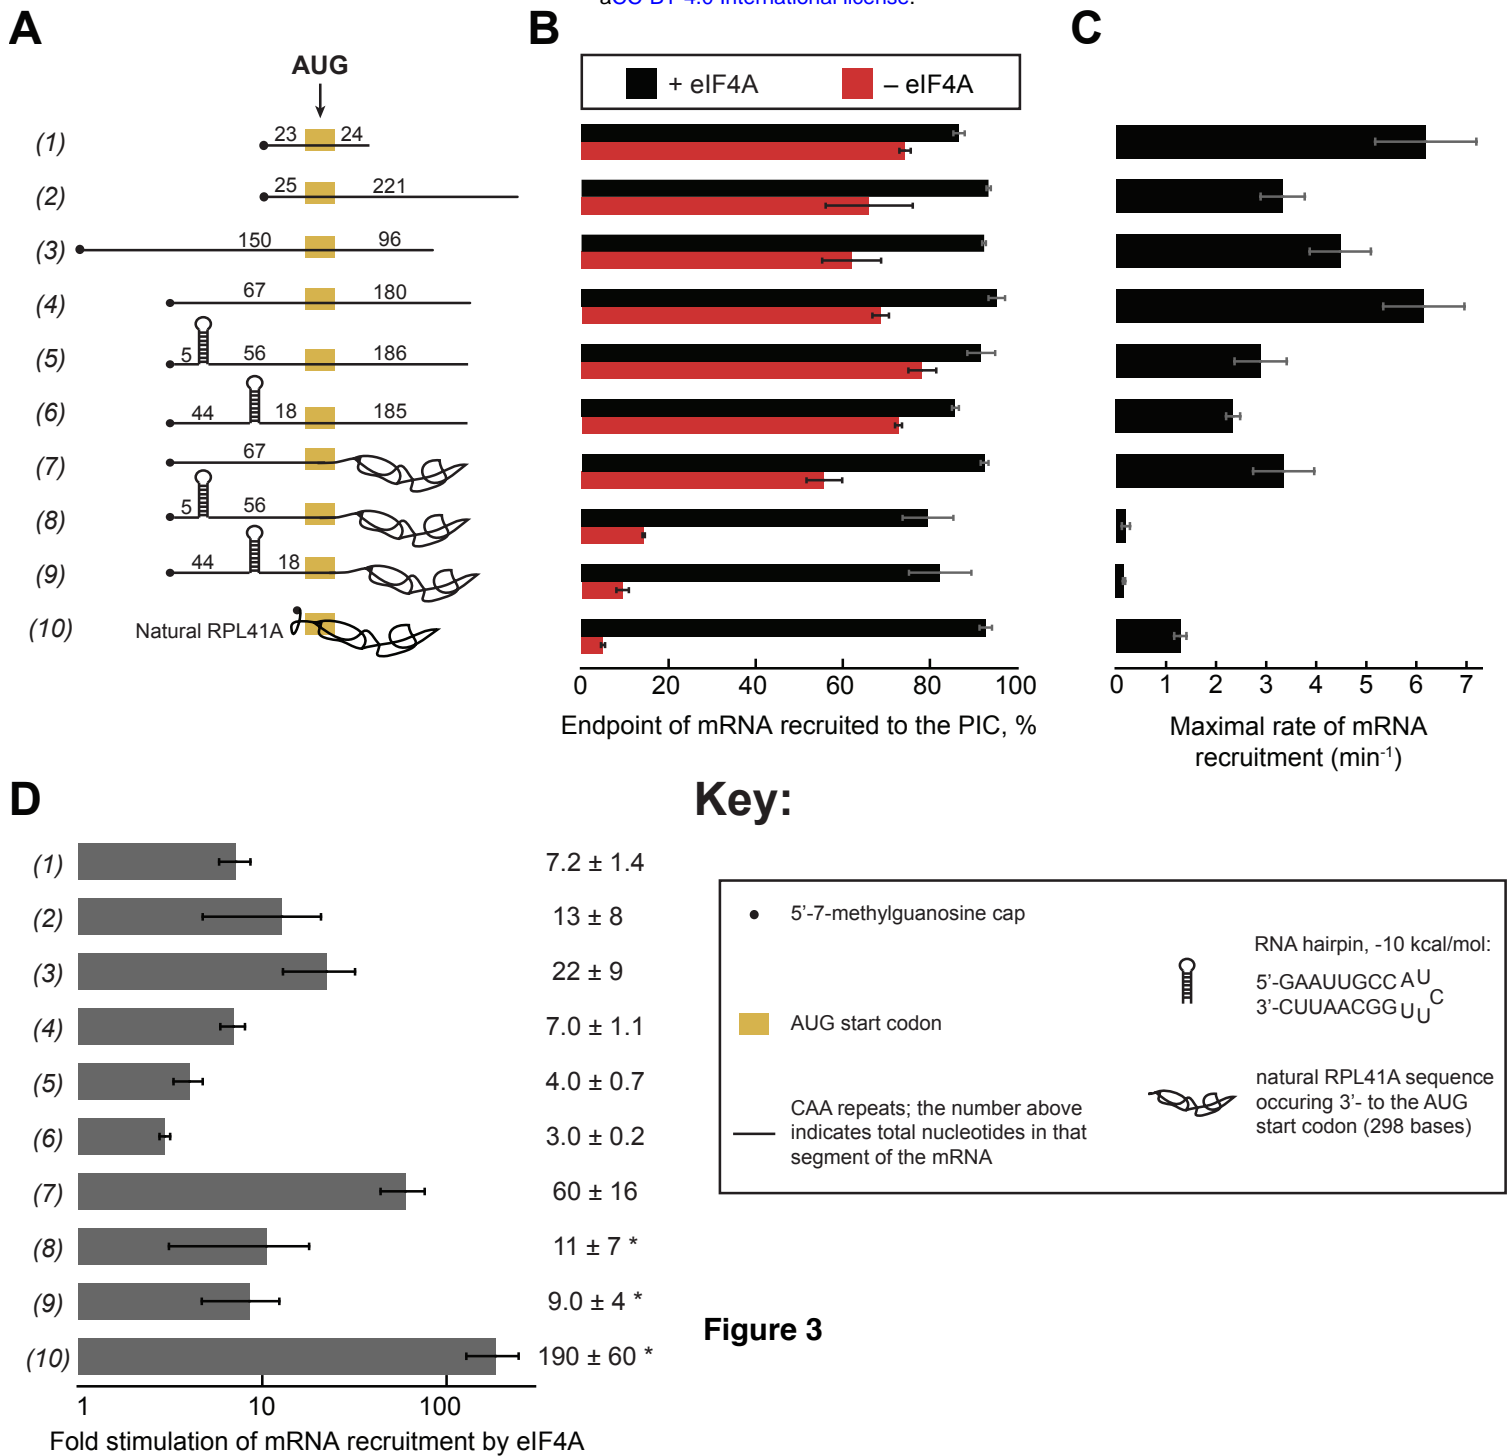 aCC-BY 4.0 International license.
A
B
C
AUG
+ eIF4A
– eIF4A
(1)
23
24
(2)
25
221
(3)
150
96
(4)
67
180
(5)
5
56
186
(6)
44
18
185
(7)
67
(8)
5
56
(9)
44
18
(10)
Natural RPL41A
0 20 40 60 80 100
Endpoint of mRNA recruited to the PIC, %
0 1 2 3 4 5 6 7
Maximal rate of mRNA
recruitment (min-1)
D
(1) 7.2 ± 1.4
(2) 13 ± 8
(3) 22 ± 9
(4) 7.0 ± 1.1
(5) 4.0 ± 0.7
(6) 3.0 ± 0.2
(7) 60 ± 16
(8) 11 ± 7 *
(9) 9.0 ± 4 *
(10) 190 ± 60 *
1 10 100
Fold stimulation of mRNA recruitment by eIF4A
Key:
5'-7-methylguanosine cap
AUG start codon
CAA repeats; the number above
indicates total nucleotides in that
segment of the mRNA
RNA hairpin, -10 kcal/mol:
5'-GAAUUGCC A U
C
3'-CUUAACGG U U
natural RPL41A sequence
occuring 3'- to the AUG
start codon (298 bases)
Figure 3